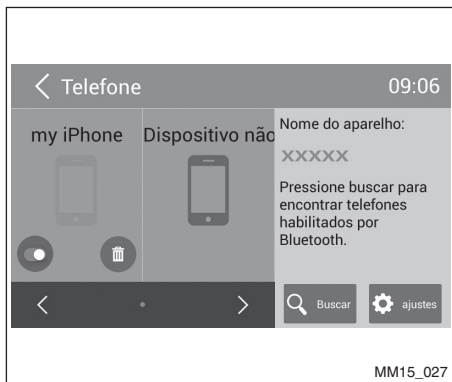 Telefone
09:06
my iPhone
Dispositivo não
Nome do aparelho:
xxxxx
Pressione buscar para
encontrar telefones
habilitados por
Bluetooth.
Buscar
ajustes
MM15_027